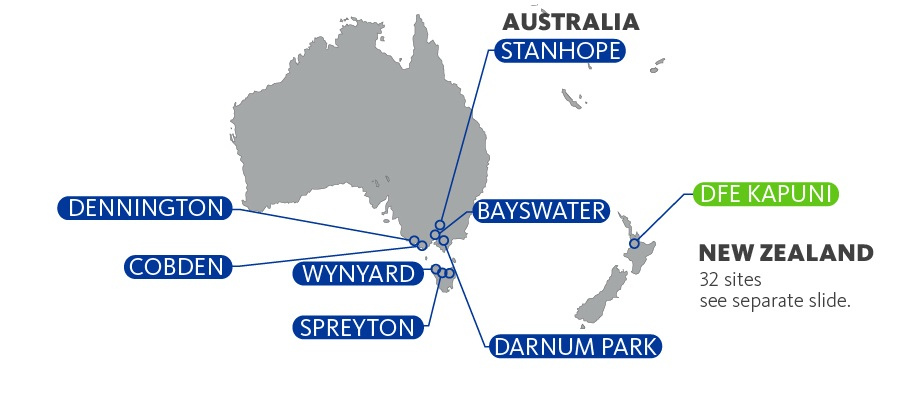 AUSTRALIA
STANHOPE
DENNINGTON
BAYSWATER
DFE KAPUNI
COBDEN
WYNYARD
NEW ZEALAND
32 sites
see separate slide.
SPREYTON
DARNUM PARK